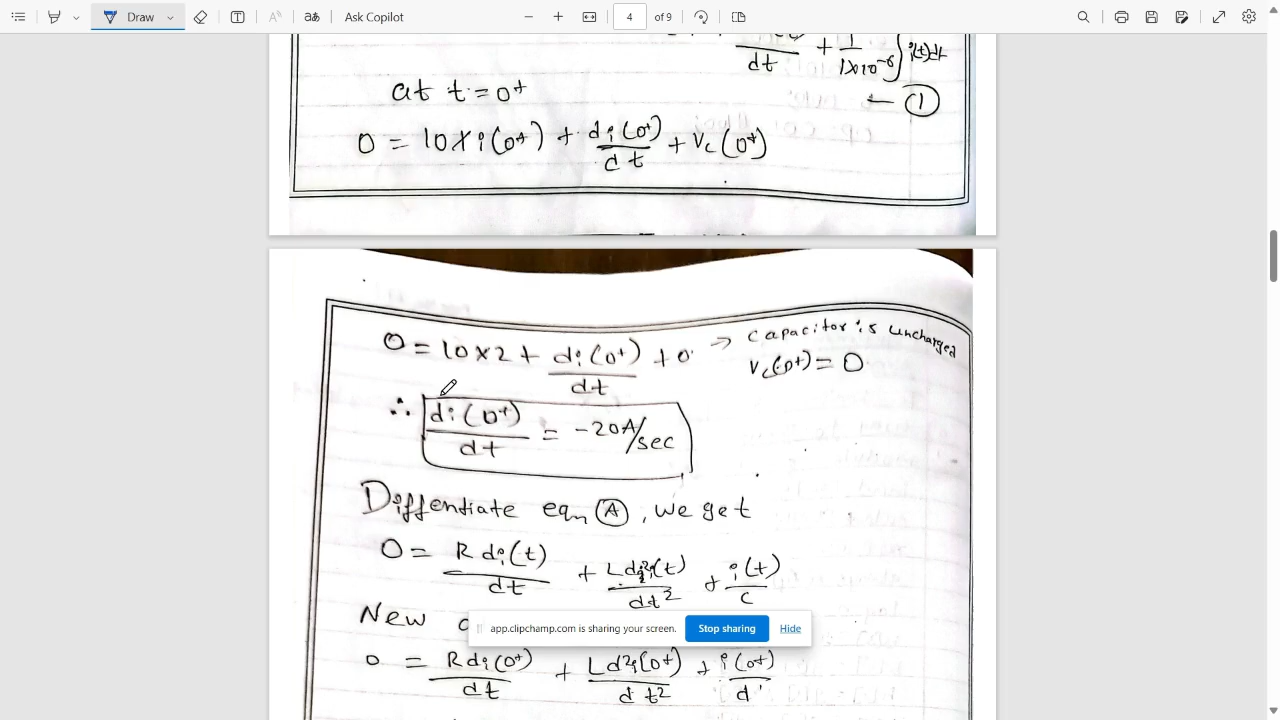 Draw
Ask Copilot
4 of 9
di + 1/1x10^-6 ∫ i(t)dt
dt
← ①
at t = 0+
0 = 10 x i(0+) + di(0+)/dt + Vc(0+)
0 = 10 x 2 + di(0+)/dt + 0 → capacitor is uncharged
Vc(0+) = 0
∴ di(0+)/dt = -20A/sec
Diffentiate eqn Ⓐ, we get
0 = R di(t)/dt + L d²i(t)/dt² + i(t)/c
New
app.clipchamp.com is sharing your screen. Stop sharing Hide
0 = R di(0+)/dt + L d²i(0+)/dt² + i(0+)/d